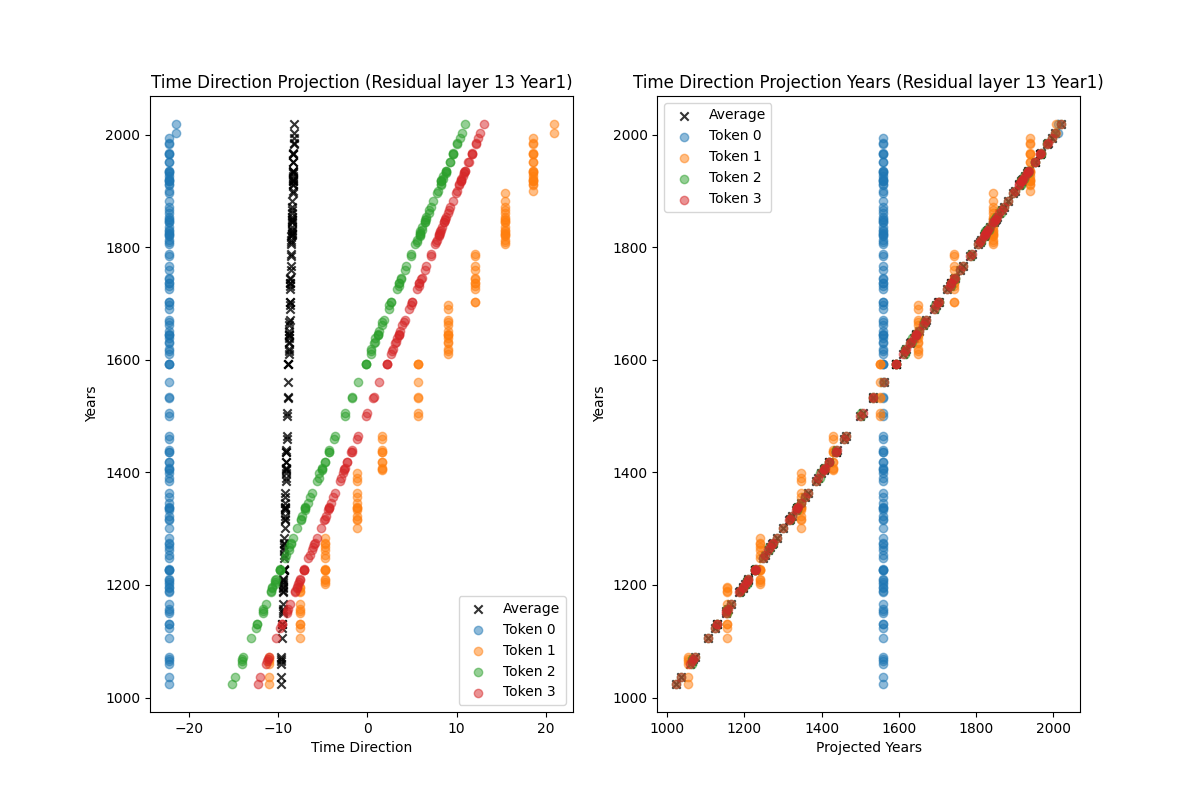 Time Direction Projection (Residual layer 13 Year1)
Years
2000
1800
1600
1400
1200
1000
−20
−10
0
10
20
Time Direction
Average
Token 0
Token 1
Token 2
Token 3
Time Direction Projection Years (Residual layer 13 Year1)
Average
Token 0
Token 1
Token 2
Token 3
Years
2000
1800
1600
1400
1200
1000
1000
1200
1400
1600
1800
2000
Projected Years